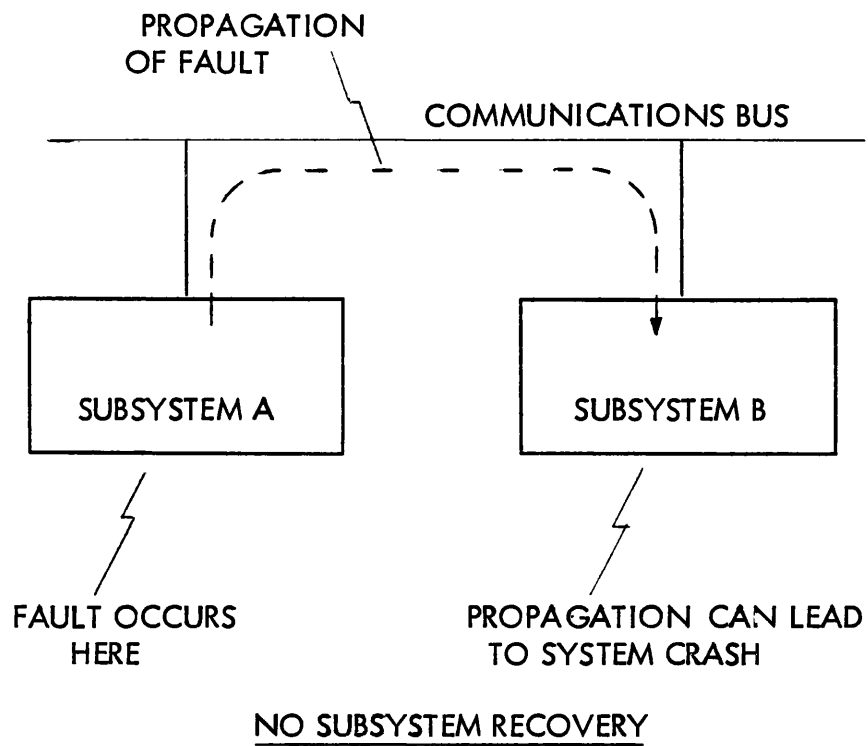 PROPAGATION
OF FAULT
COMMUNICATIONS BUS
SUBSYSTEM A
SUBSYSTEM B
FAULT OCCURS
HERE
PROPAGATION CAN LEAD
TO SYSTEM CRASH
NO SUBSYSTEM RECOVERY